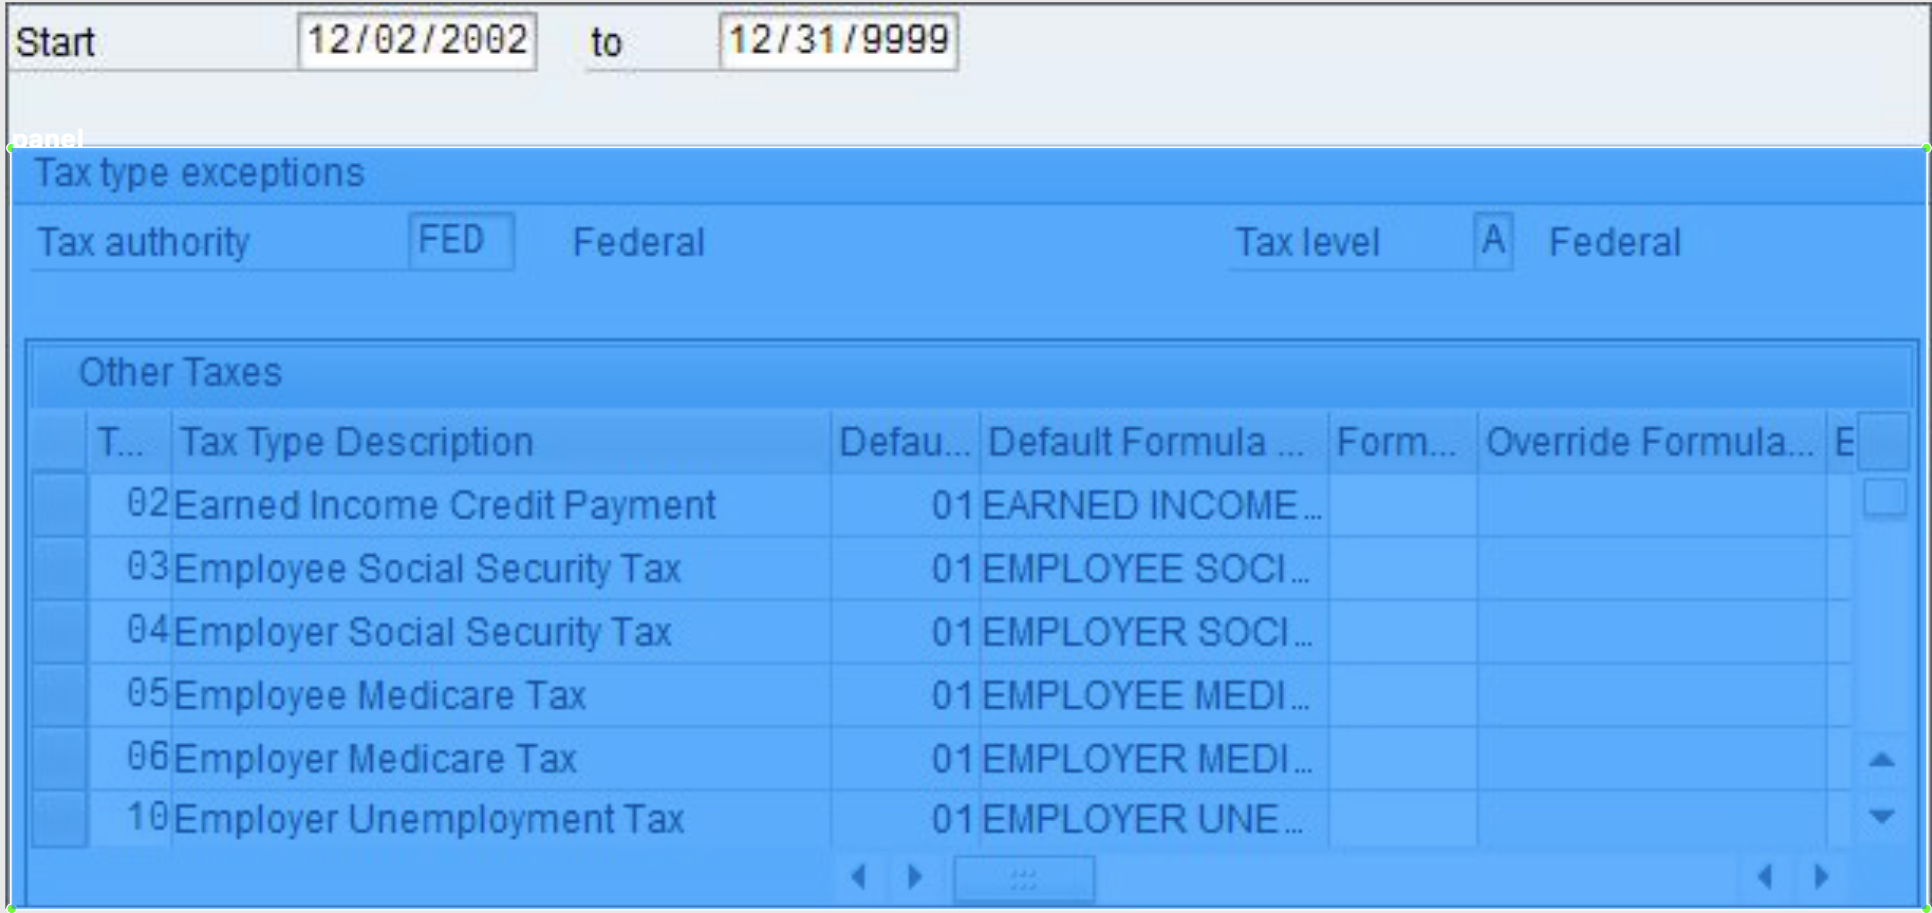 Start 12/02/2002 to 12/31/9999
panel
Tax type exceptions
Tax authority FED Federal Tax level A Federal
Other Taxes
T... Tax Type Description Defau... Default Formula ... Form... Override Formula... E
02 Earned Income Credit Payment 01 EARNED INCOME...
03 Employee Social Security Tax 01 EMPLOYEE SOCI...
04 Employer Social Security Tax 01 EMPLOYER SOCI...
05 Employee Medicare Tax 01 EMPLOYEE MEDI...
06 Employer Medicare Tax 01 EMPLOYER MEDI...
10 Employer Unemployment Tax 01 EMPLOYER UNE...